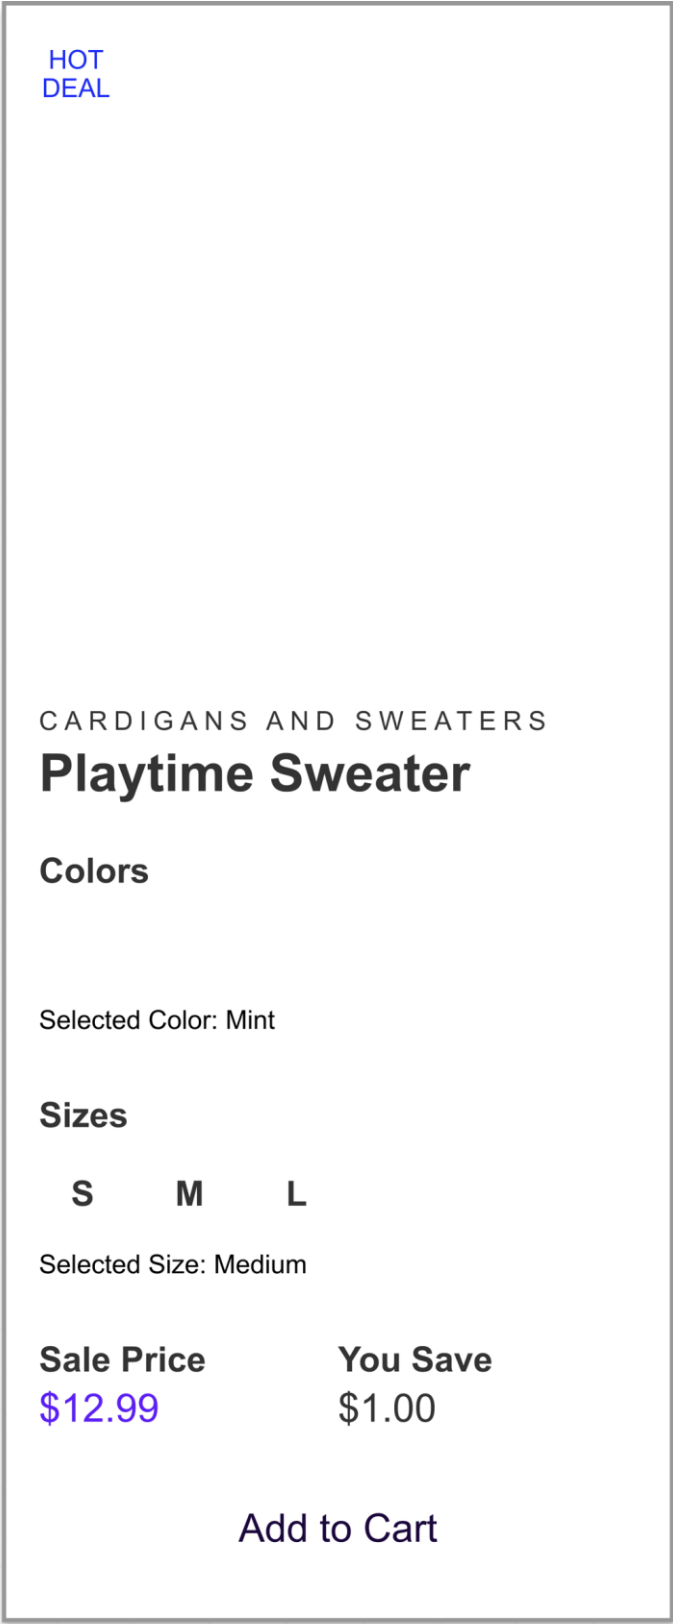 HOT
DEAL
CARDIGANS AND SWEATERS
Playtime Sweater
Colors
Selected Color: Mint
Sizes
S M L
Selected Size: Medium
Sale Price You Save
$12.99 $1.00
Add to Cart